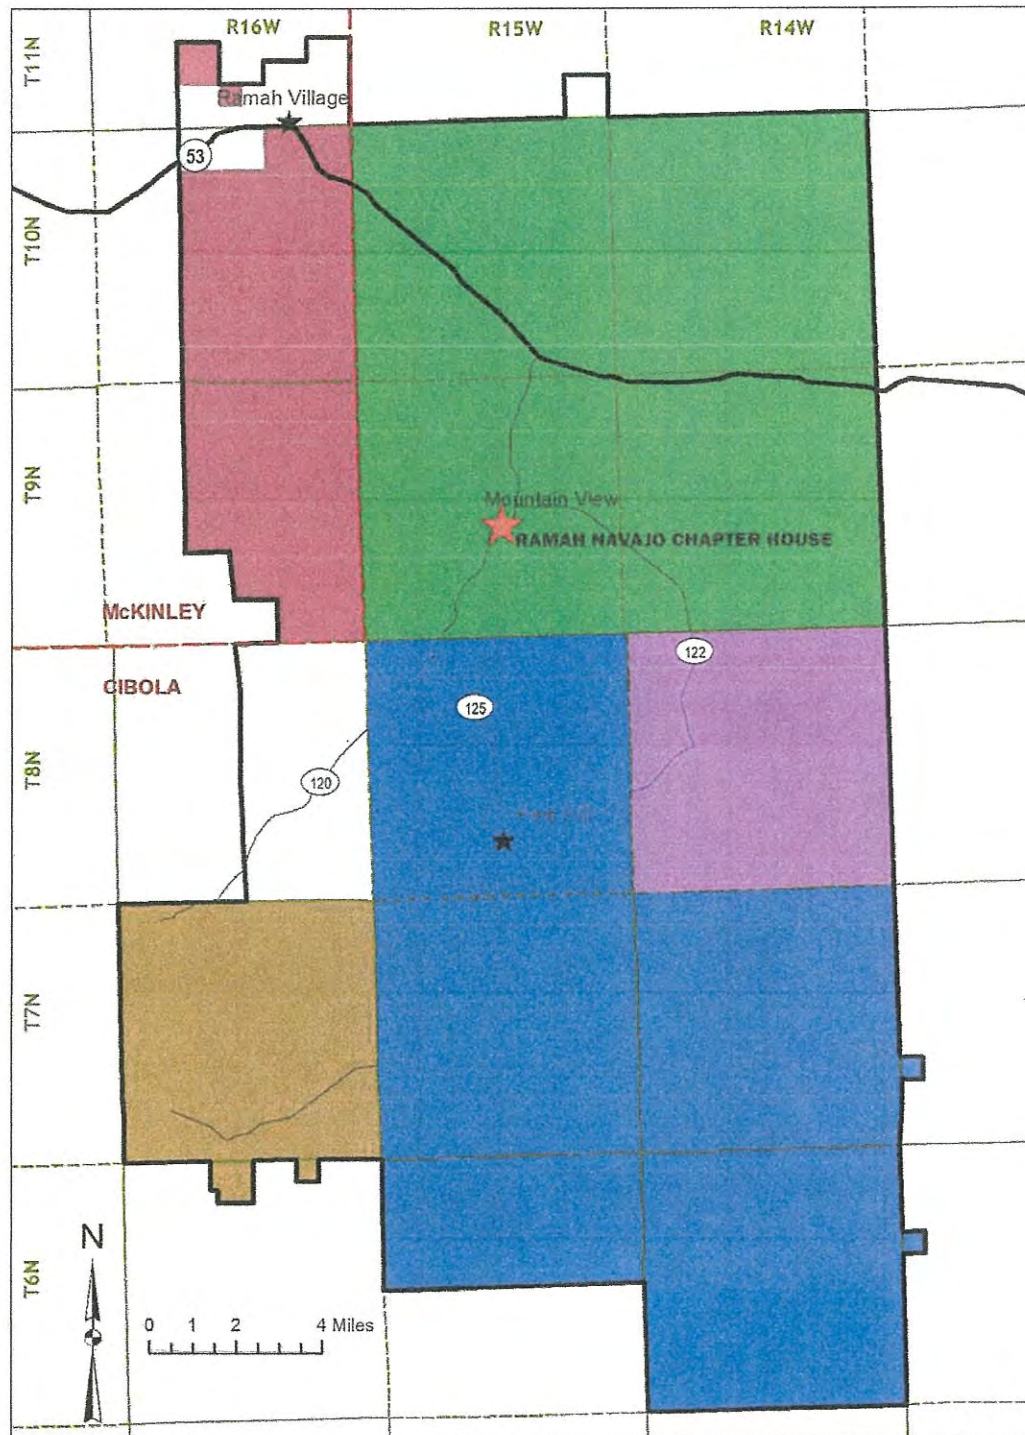 R16W
R15W
R14W
T11N
Ramah Village
53
T10N
T9N
Mountain View
RAMAH NAVAJO CHAPTER HOUSE
McKINLEY
122
CIBOLA
125
T8N
120
T7N
N
T6N
0 1 2 4 Miles